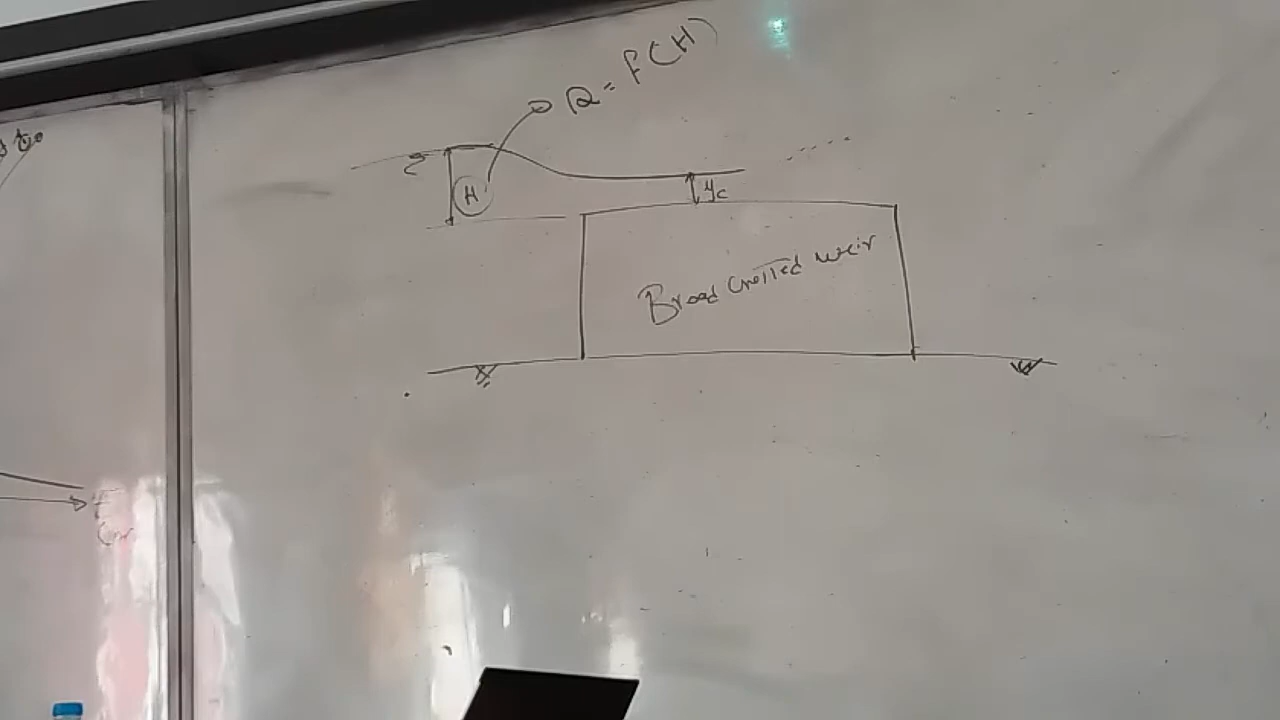 Q = f(H)
H
yc
Broad Crested weir